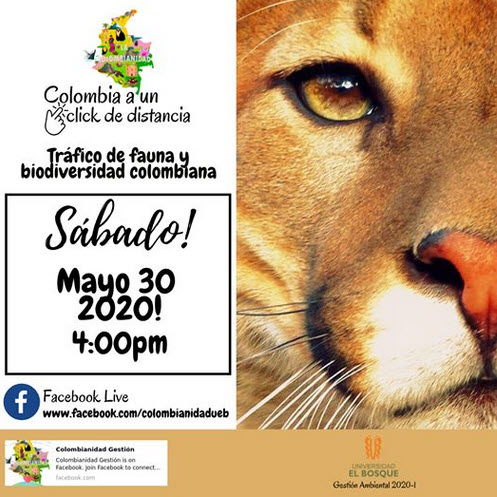 LA
COLOMBIANIDAD
Colombia a un
click de distancia
Tráfico de fauna y
biodiversidad colombiana
Sábado!
Mayo 30
2020!
4:00pm
Facebook Live
www.facebook.com/colombianidadueb
Colombianidad Gestión
Colombianidad Gestión is on
Facebook. Join Facebook to connect...
facebook.com
UNIVERSIDAD
EL BOSQUE
Gestión Ambiental 2020-I